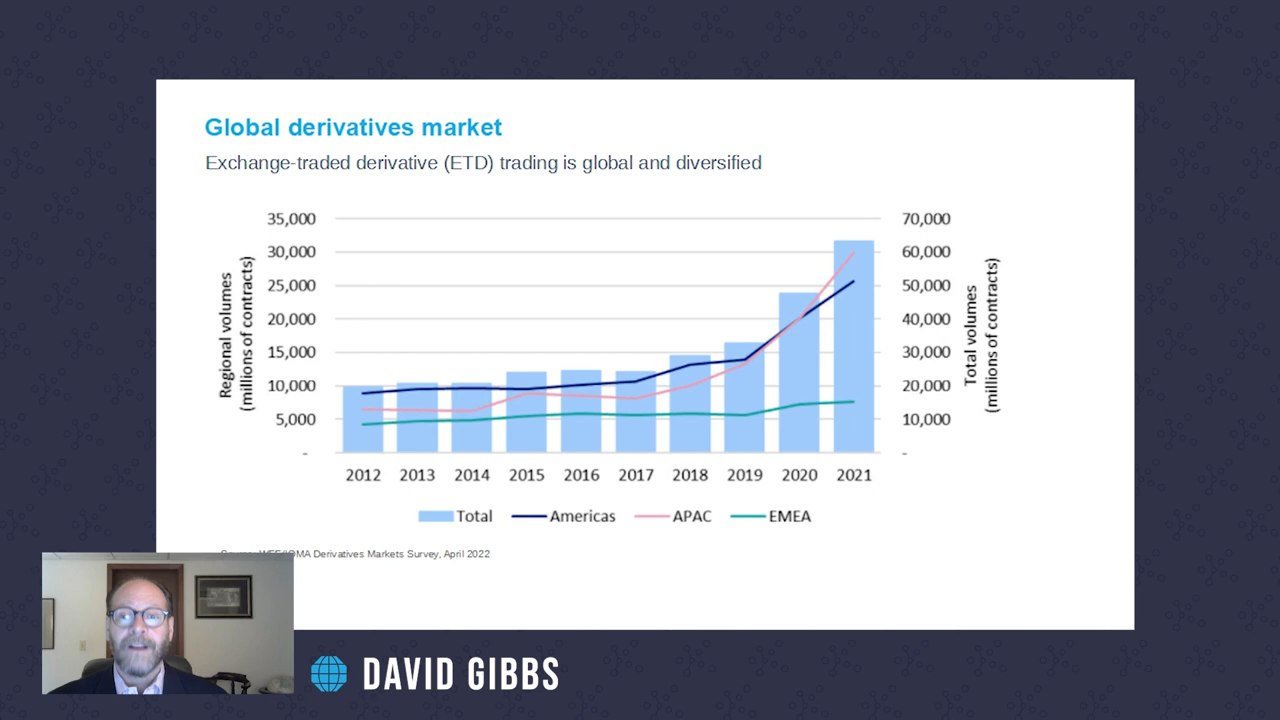 Global derivatives market
Exchange-traded derivative (ETD) trading is global and diversified
Regional volumes
(millions of contracts)
35,000
30,000
25,000
20,000
15,000
10,000
5,000
-
70,000
60,000
50,000
40,000
30,000
20,000
10,000
-
Total volumes
(millions of contracts)
2012 2013 2014 2015 2016 2017 2018 2019 2020 2021
Total Americas APAC EMEA
Derivatives Markets Survey, April 2022
DAVID GIBBS